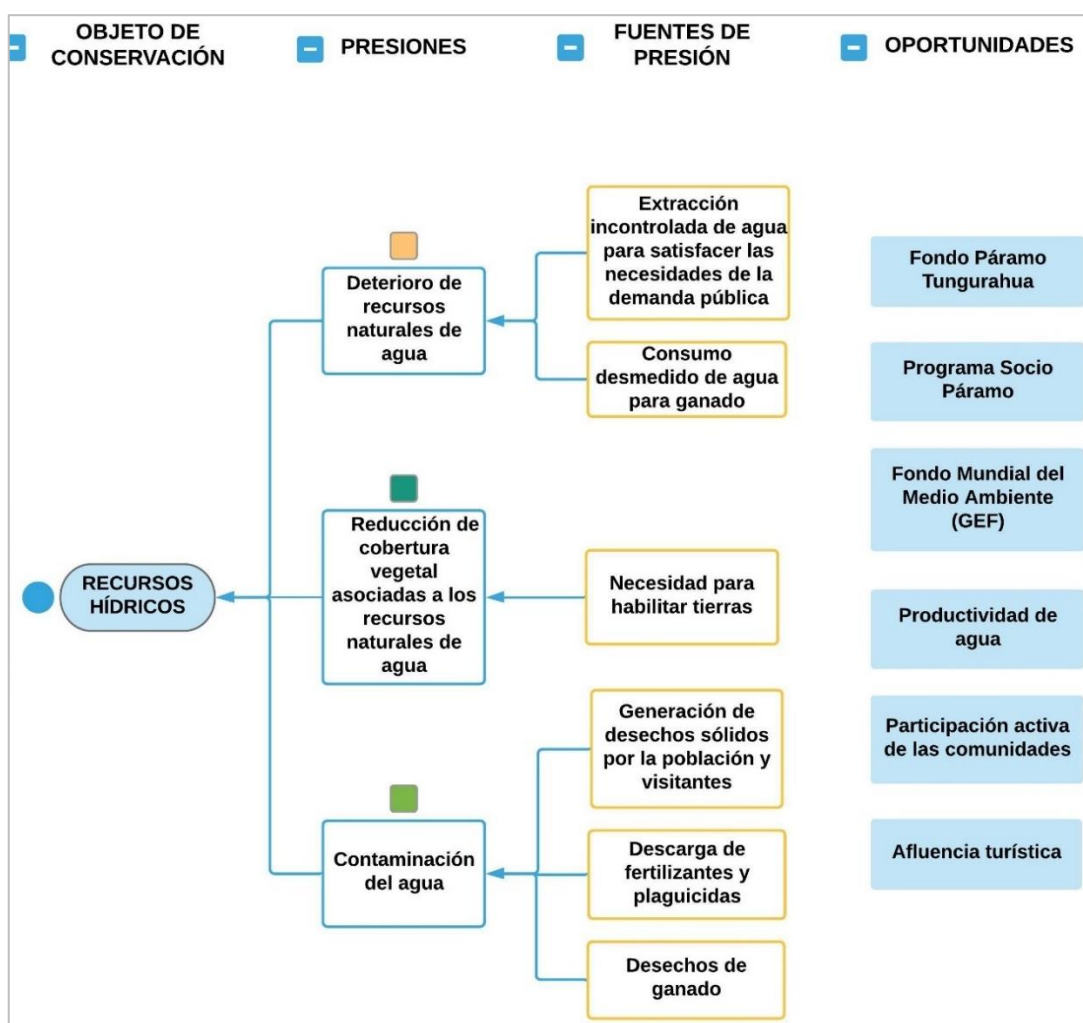 OBJETO DE
CONSERVACIÓN
PRESIONES
FUENTES DE
PRESIÓN
OPORTUNIDADES
Extracción
incontrolada de agua
para satisfacer las
necesidades de la
demanda pública
Deterioro de
recursos
naturales de
agua
Consumo
desmedido de agua
para ganado
Fondo Páramo
Tungurahua
Programa Socio
Páramo
Fondo Mundial del
Medio Ambiente
(GEF)
RECURSOS
HÍDRICOS
Reducción de
cobertura
vegetal
asociadas a los
recursos
naturales de
agua
Necesidad para
habilitar tierras
Productividad de
agua
Generación de
desechos sólidos
por la población y
visitantes
Participación activa
de las comunidades
Contaminación
del agua
Descarga de
fertilizantes y
plaguicidas
Afluencia turística
Desechos de
ganado